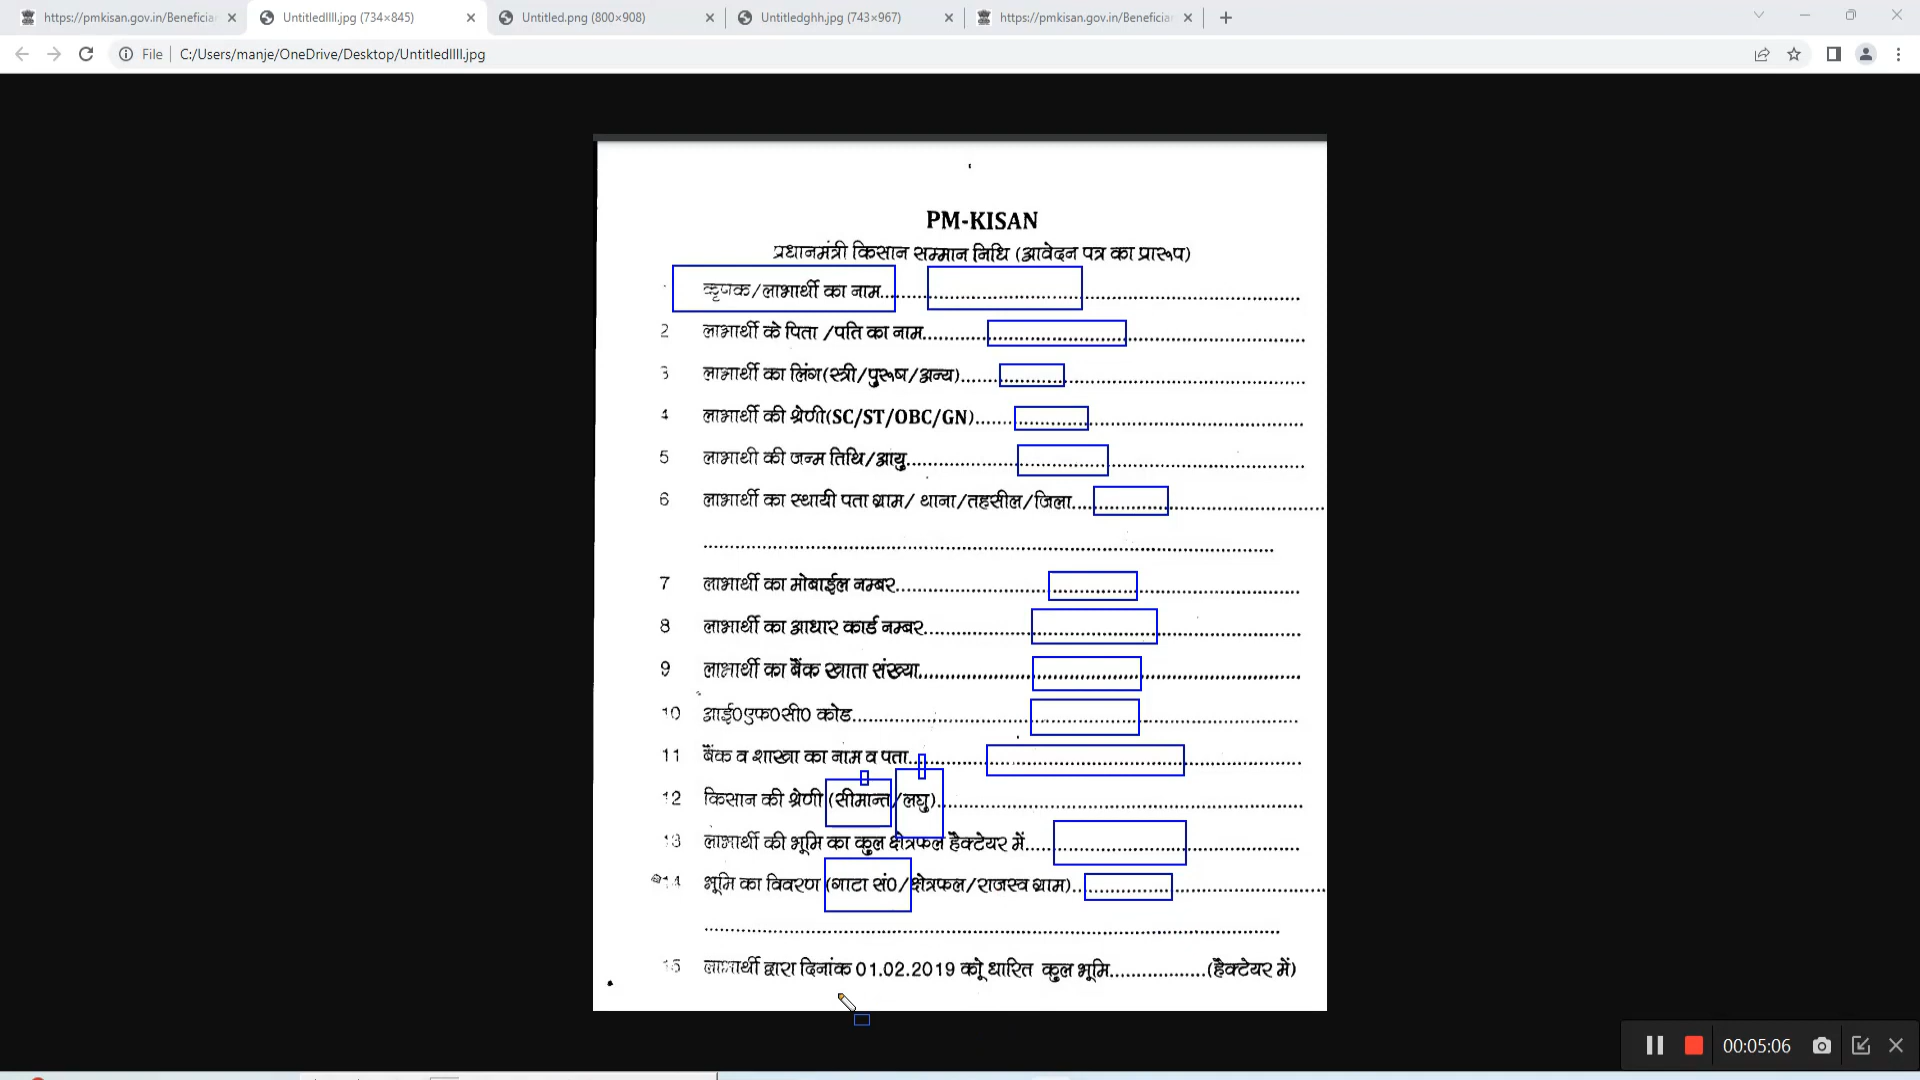 https://pmkisan.gov.in/Beneficia
Untitledllll.jpg (734×845)
Untitled.png (800×908)
Untitledghh.jpg (743×967)
https://pmkisan.gov.in/Beneficia
File
C:/Users/manje/OneDrive/Desktop/Untitledllll.jpg
PM-KISAN
प्रधानमंत्री किसान सम्मान निधि (आवेदन पत्र का प्रारूप)
कृषक/लाभार्थी का नाम
2 लाभार्थी के पिता /पति का नाम
3 लाभार्थी का लिंग(स्त्री/पुरूष/अन्य)
4 लाभार्थी की श्रेणी(SC/ST/OBC/GN)
5 लाभाथी की जन्म तिथि/आयु
6 लाभार्थी का स्थायी पता ग्राम/ थाना/तहसील/जिला
7 लाभार्थी का मोबाईल नम्बर
8 लाभार्थी का आधार कार्ड नम्बर
9 लाभार्थी का बैंक खाता संख्या
10 आई0एफ0सी0 कोड
11 बैंक व शाखा का नाम व पता
12 किसान की श्रेणी (सीमान्त/लघु)
13 लाभार्थी की भूमि का कुल क्षेत्रफल हैक्टेयर में
14 भूमि का विवरण (गाटा सं0/क्षेत्रफल/राजस्व ग्राम)
15 लाभार्थी द्वारा दिनांक 01.02.2019 को धारित कुल भूमि..................(हैक्टेयर में)
00:05:06